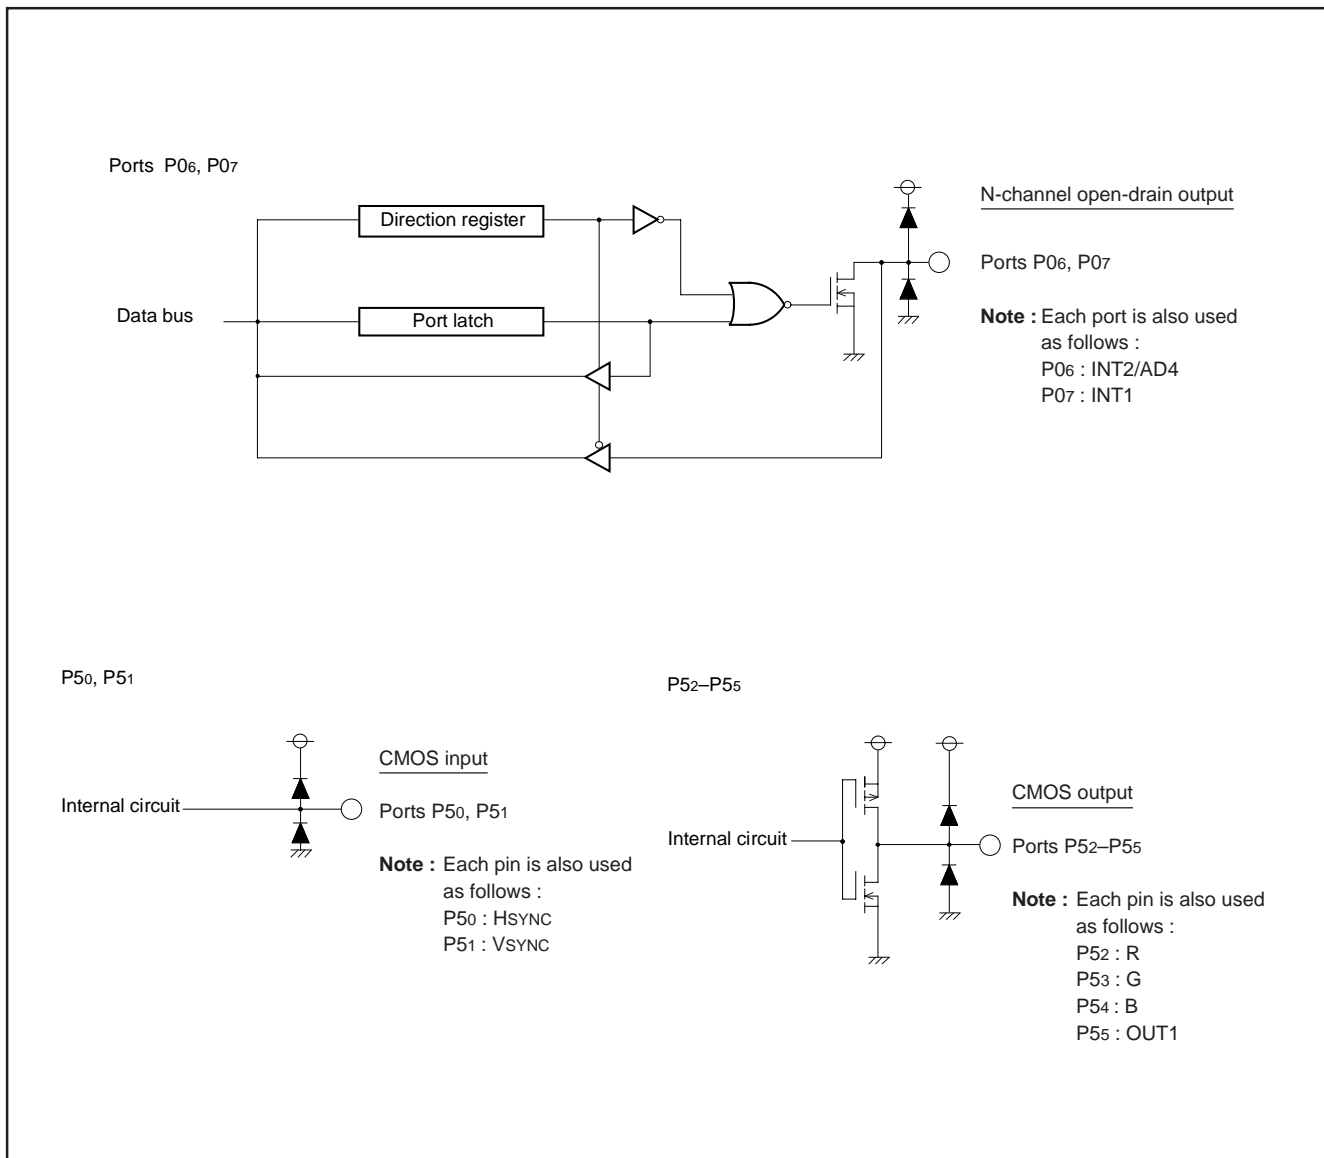 Ports P06, P07
Direction register
Data bus
Port latch
N-channel open-drain output
Ports P06, P07
Note : Each port is also used
as follows :
P06 : INT2/AD4
P07 : INT1
P50, P51
Internal circuit
CMOS input
Ports P50, P51
Note : Each pin is also used
as follows :
P50 : HSYNC
P51 : VSYNC
P52–P55
Internal circuit
CMOS output
Ports P52–P55
Note : Each pin is also used
as follows :
P52 : R
P53 : G
P54 : B
P55 : OUT1